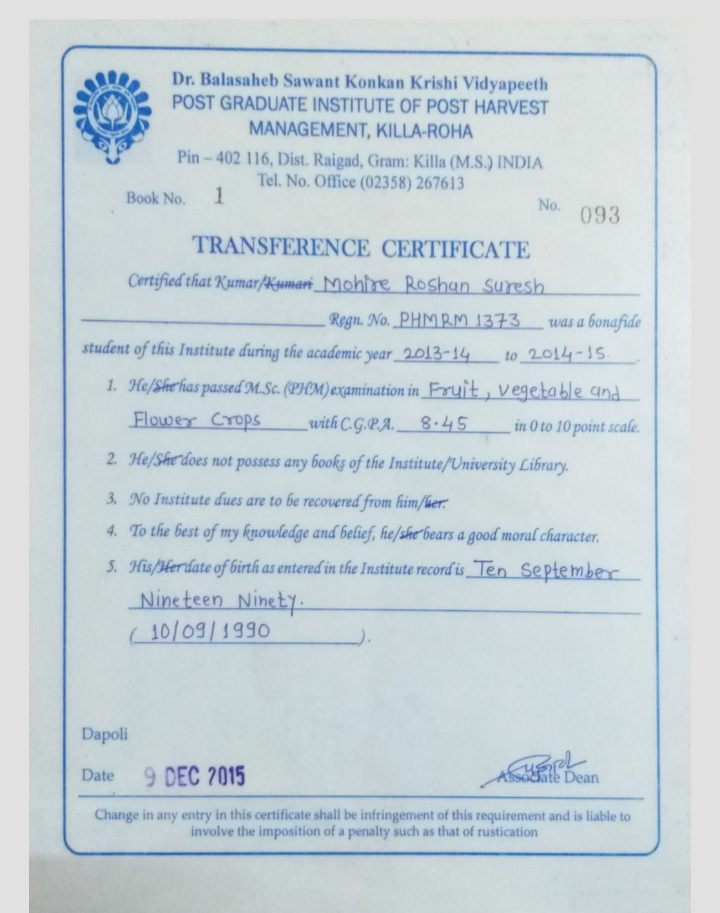 Dr. Balasaheb Sawant Konkan Krishi Vidyapeeth
POST GRADUATE INSTITUTE OF POST HARVEST
MANAGEMENT, KILLA-ROHA
Pin – 402 116, Dist. Raigad, Gram: Killa (M.S.) INDIA
Tel. No. Office (02358) 267613
Book No. 1 No. 093
TRANSFERENCE CERTIFICATE
Certified that Kumar/Kumari Mohire Roshan Suresh
Regn. No. PHMRM 1373 was a bonafide
student of this Institute during the academic year 2013-14 to 2014-15.
1. He/She has passed M.Sc. (PHM) examination in Fruit, Vegetable and
Flower Crops with C.G.P.A. 8.45 in 0 to 10 point scale.
2. He/She does not possess any books of the Institute/University Library.
3. No Institute dues are to be recovered from him/her.
4. To the best of my knowledge and belief, he/she bears a good moral character.
5. His/Her date of birth as entered in the Institute record is Ten September
Nineteen Ninety.
( 10/09/1990 ).
Dapoli
Date 9 DEC 2015 Associate Dean
Change in any entry in this certificate shall be infringement of this requirement and is liable to
involve the imposition of a penalty such as that of rustication